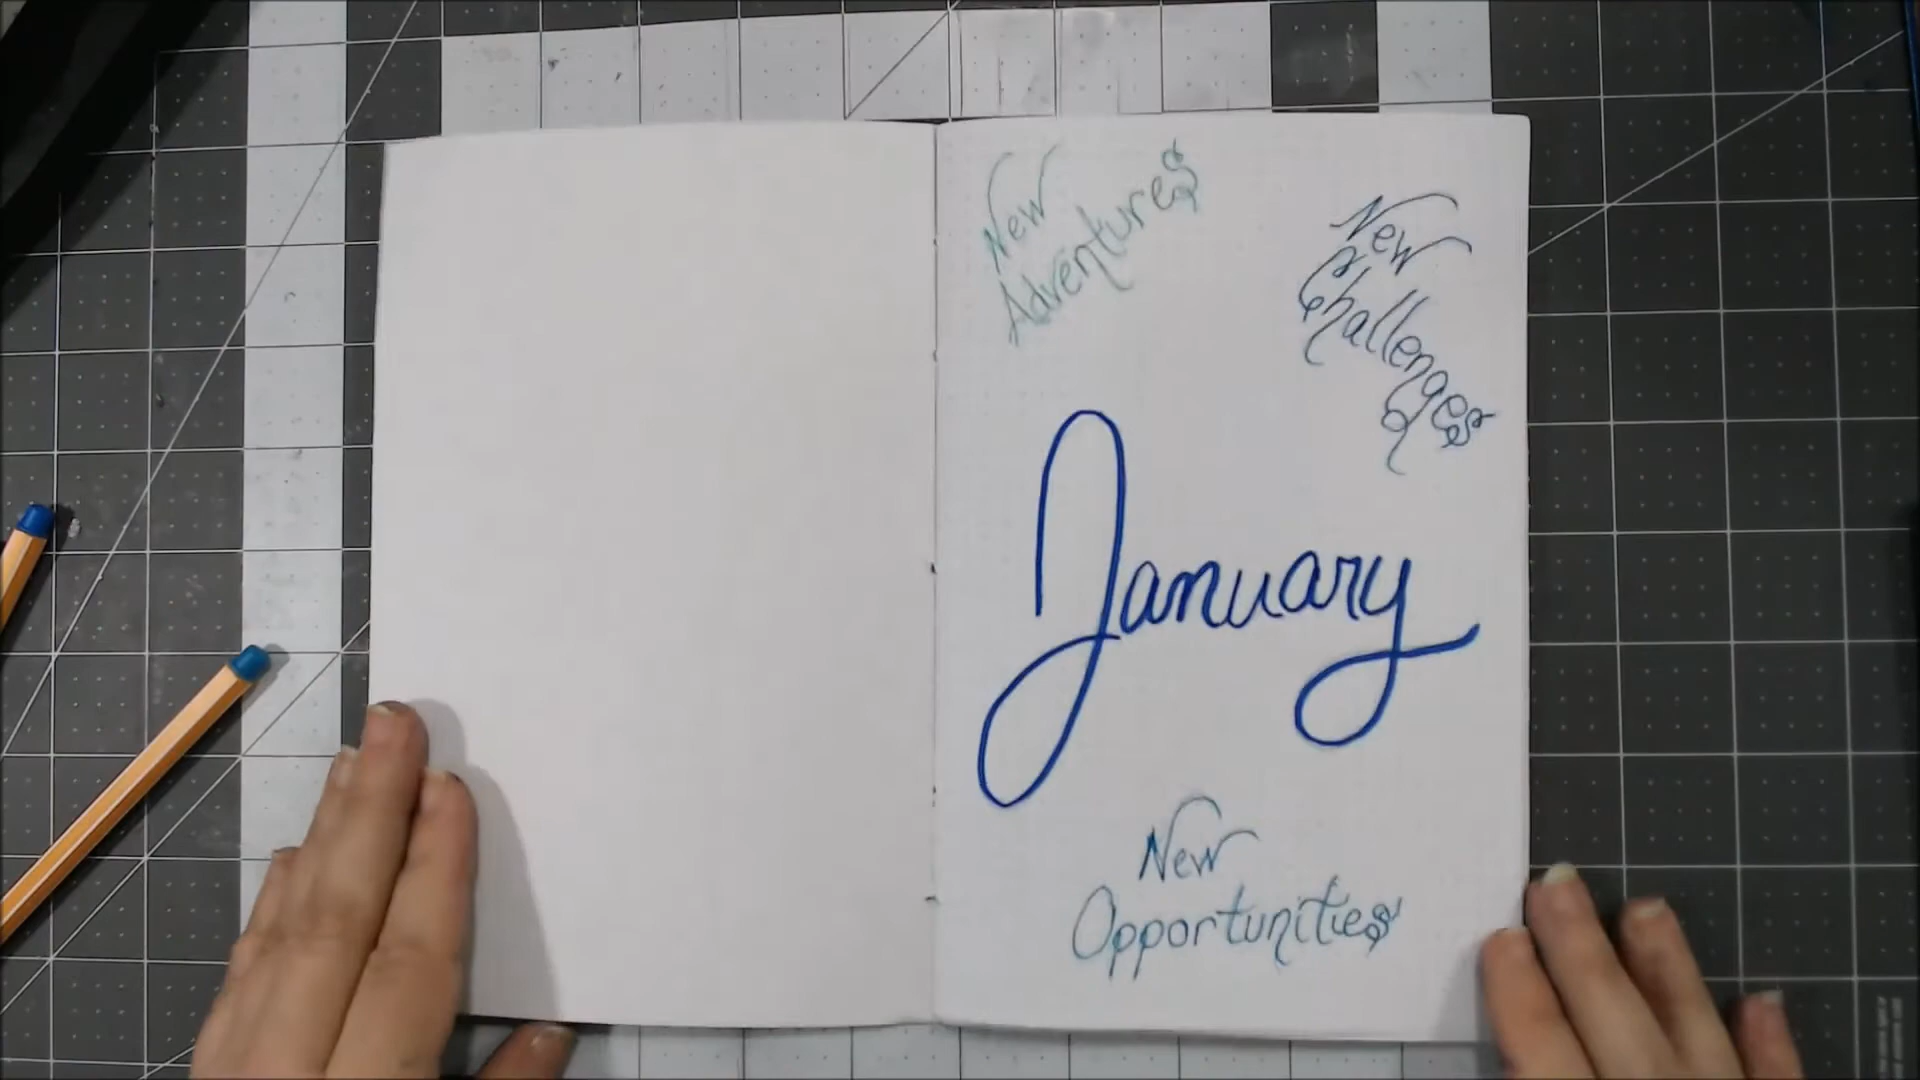 New
Adventures
New
Challenges
January
New
Opportunities